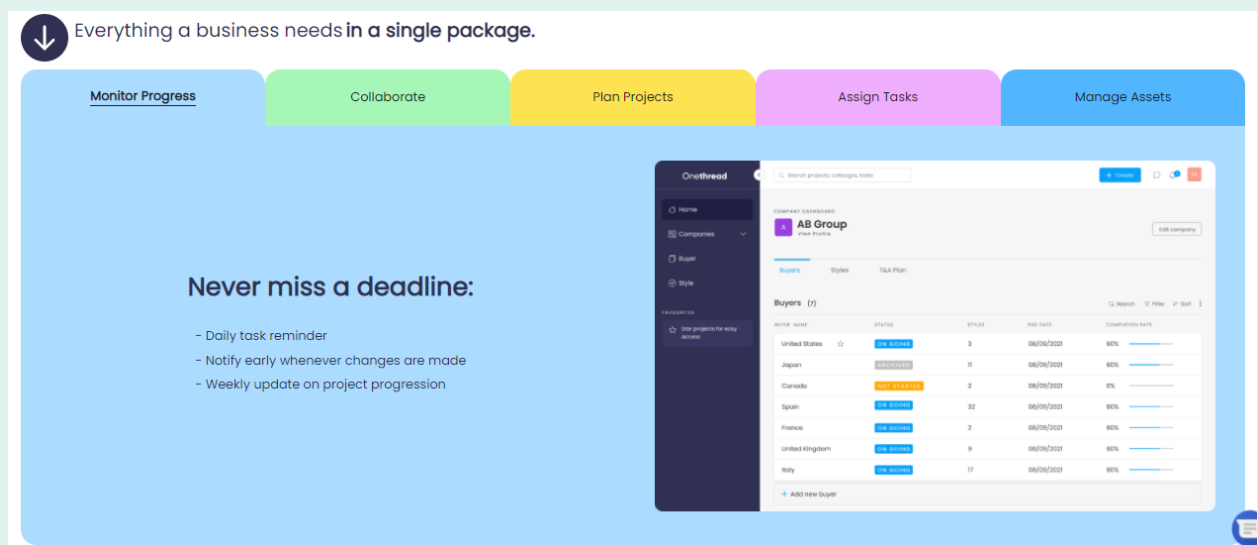 Everything a business needs in a single package.
Monitor Progress Collaborate Plan Projects Assign Tasks Manage Assets
Never miss a deadline:
- Daily task reminder
- Notify early whenever changes are made
- Weekly update on project progression
Onethread
Home
Companies
Buyer
Style
FAVOURITES
Star projects for easy
access
Search projects, colleages, tasks
+ Create
COMPANY DASHBOARD
A AB Group
View Profile
Edit company
Buyers Styles T&A Plan
Buyers (7) Search Filter Sort
BUYER NAME STATUS STYLES END DATE COMPLETION RATE
United States ON GOING 3 08/09/2021 60%
Japan ARCHIVED 11 08/09/2021 60%
Canada NOT STARTED 2 08/09/2021 0%
Spain ON GOING 32 08/09/2021 60%
France ON GOING 2 08/09/2021 60%
United Kingdom ON GOING 9 08/09/2021 60%
Italy ON GOING 17 08/09/2021 60%
+ Add new buyer